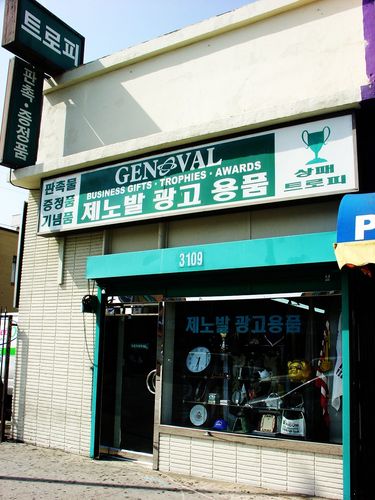 트로피
판촉·증정품
판촉물
증정품
기념품
GENOVAL
BUSINESS GIFTS · TROPHIES · AWARDS
제노발 광고 용품
상패
트로피
3109
P
제노발 광고용품
GENOVAL